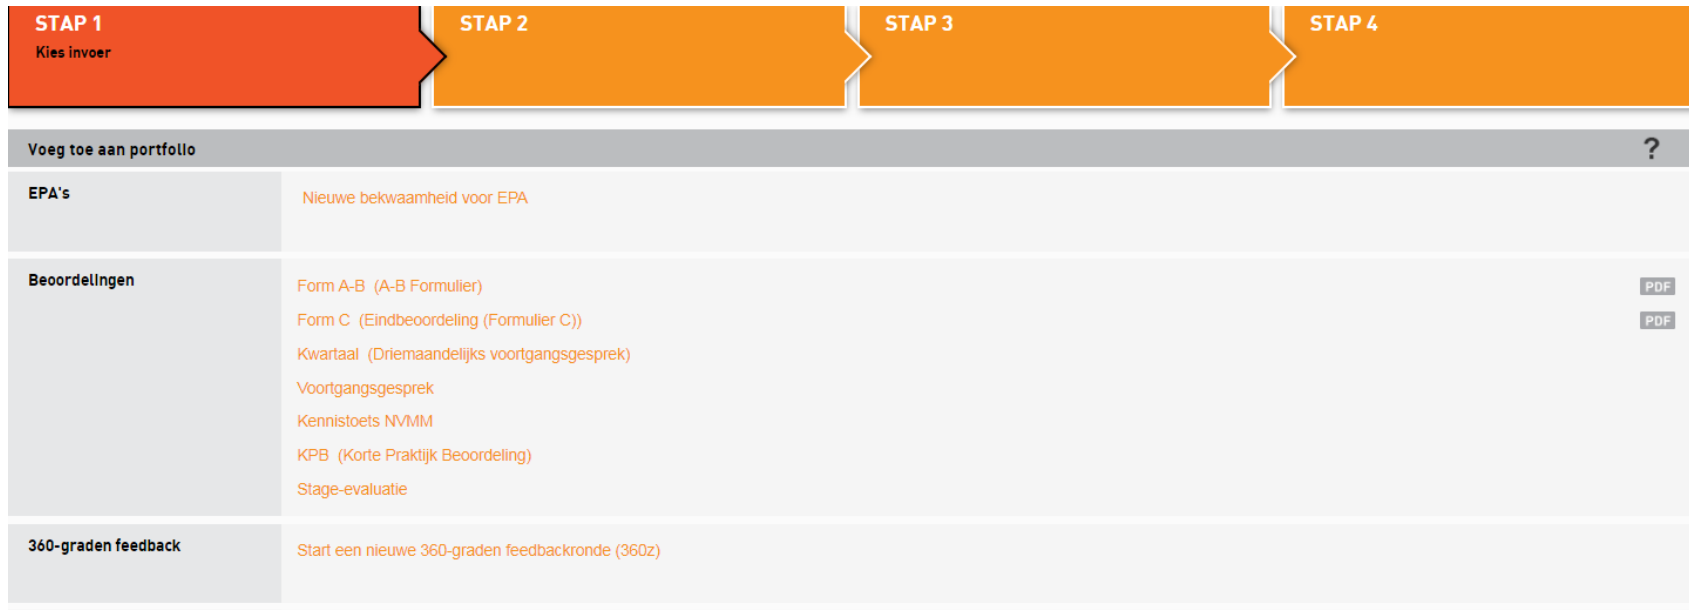 STAP 1
Kies invoer
STAP 2
STAP 3
STAP 4
Voeg toe aan portfolio
?
EPA's
Nieuwe bekwaamheid voor EPA
Beoordelingen
Form A-B (A-B Formulier)
PDF
Form C (Eindbeoordeling (Formulier C))
PDF
Kwartaal (Driemaandelijks voortgangsgesprek)
Voortgangsgesprek
Kennistoets NVMM
KPB (Korte Praktijk Beoordeling)
Stage-evaluatie
360-graden feedback
Start een nieuwe 360-graden feedbackronde (360z)